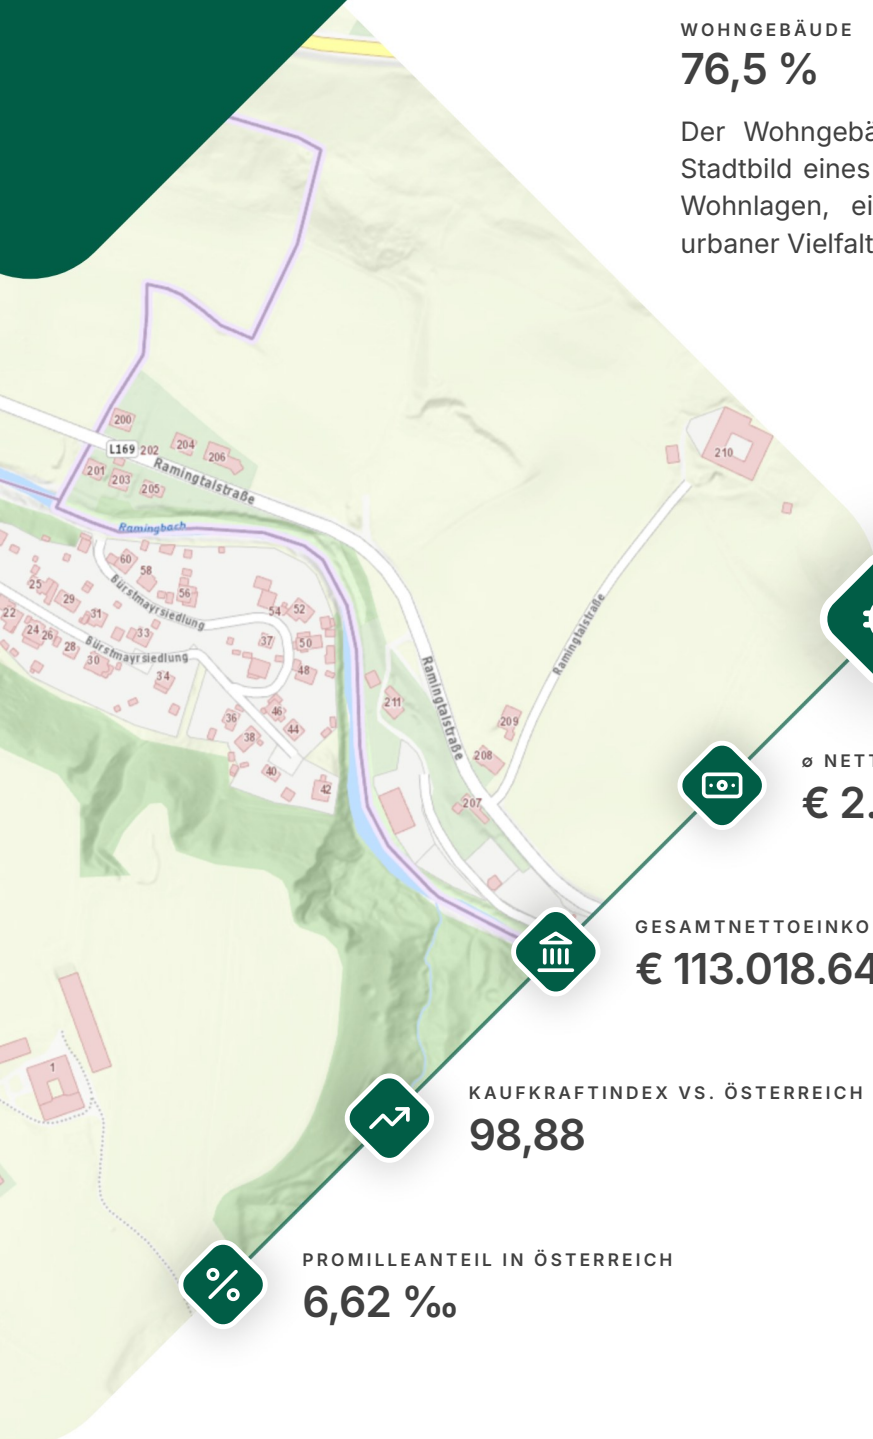 WOHNGEBÄUDE
76,5 %
Der Wohngebä
Stadtbild eines
Wohnlagen, ei
urbaner Vielfalt
200
L169 202
204
206
201
203
205
Ramingtalstraße
210
Ramingbach
60
58
56
Bürstmayrsiedlung
25
29
31
22
24
26
28
30
33
Bürstmayrsiedlung
34
54
52
37
50
48
46
36
38
44
40
42
211
Ramingtalstraße
Ramingtalstraße
209
208
207
ø NETT
€ 2.
GESAMTNETTOEINKO
€ 113.018.64
KAUFKRAFTINDEX VS. ÖSTERREICH
98,88
1
PROMILLEANTEIL IN ÖSTERREICH
6,62 ‰